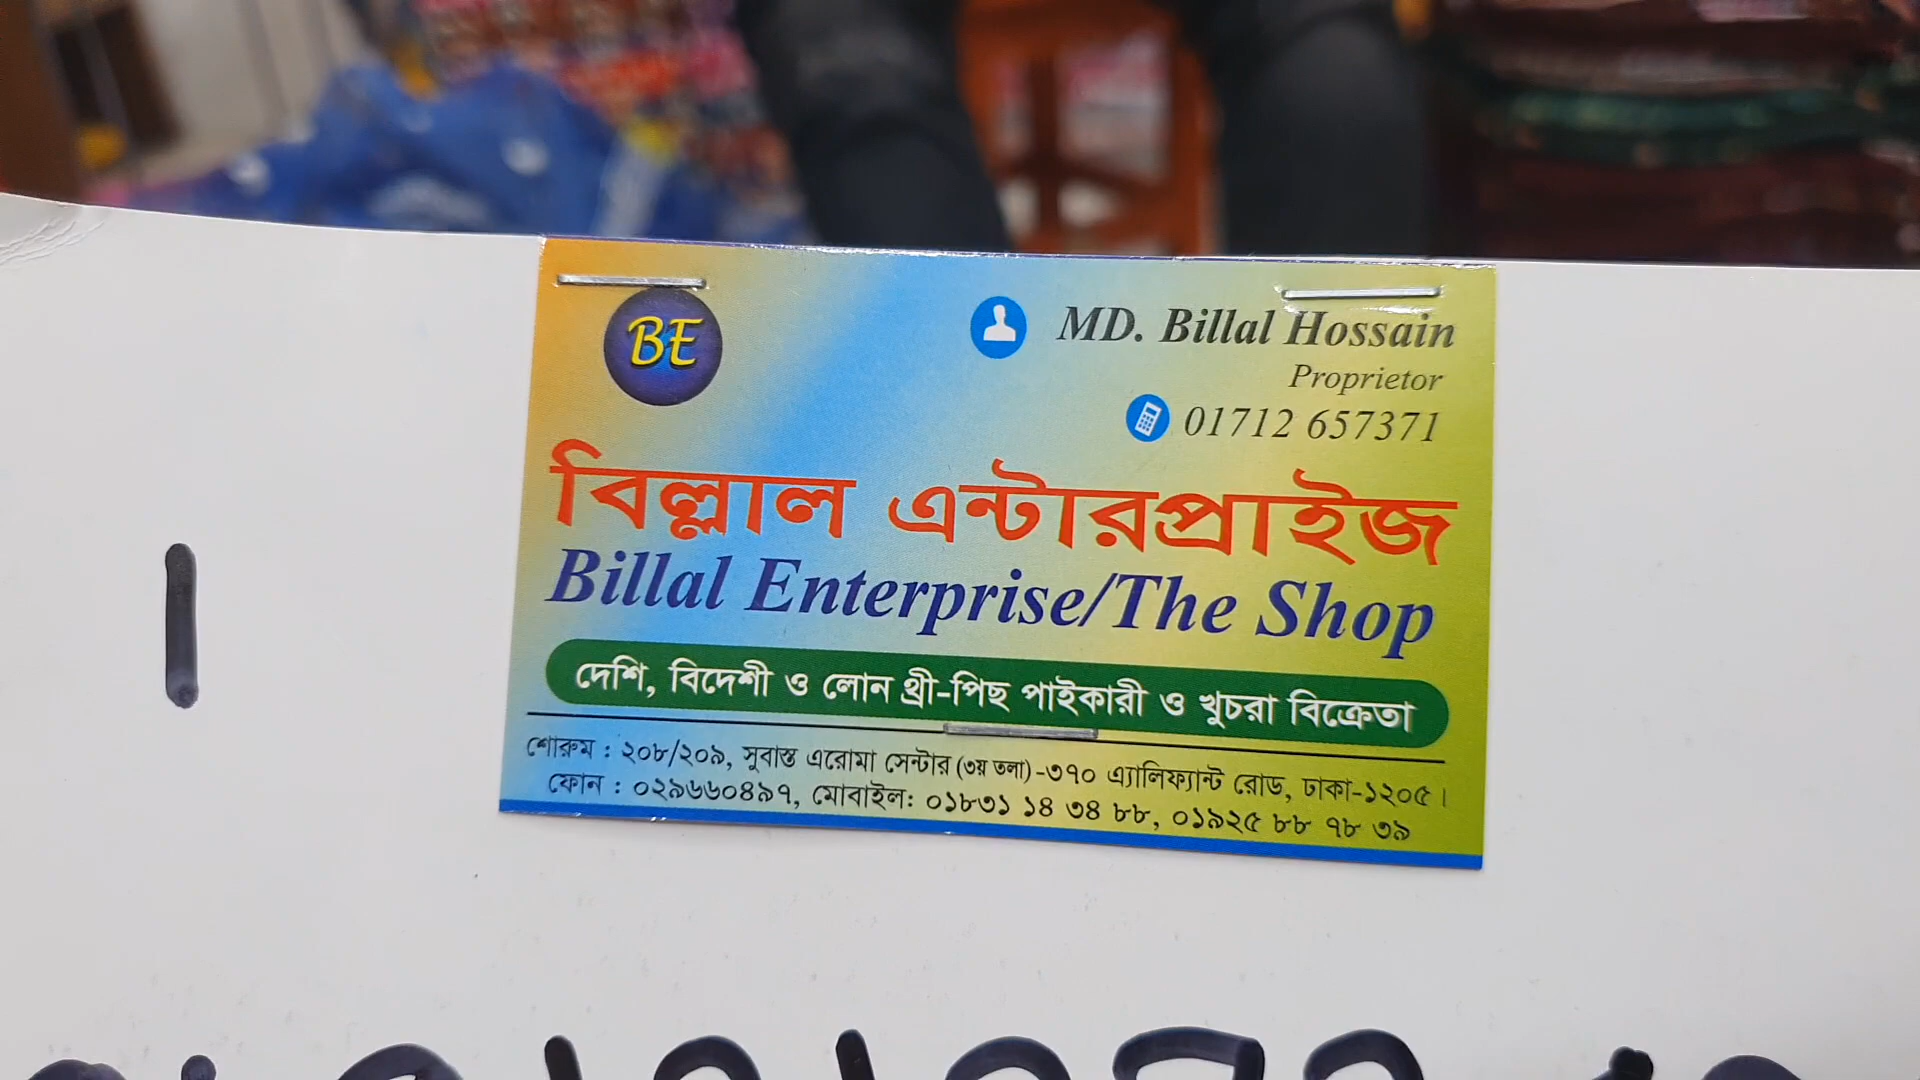 BE
MD. Billal Hossain
Proprietor
01712 657371
বিল্লাল এন্টারপ্রাইজ
Billal Enterprise/The Shop
দেশি, বিদেশী ও লোন থ্রী-পিছ পাইকারী ও খুচরা বিক্রেতা
শোরুম : ২০৮/২০৯, সুবাস্তু এরোমা সেন্টার (৩য় তলা)-৩৭০ এ্যালিফ্যান্ট রোড, ঢাকা-১২০৫।
ফোন : ০২৯৬৬০৪৯৭, মোবাইল: ০১৮৩১ ১৪ ৩৪ ৮৮, ০১৯২৫ ৮৮ ৭৮ ৩৯